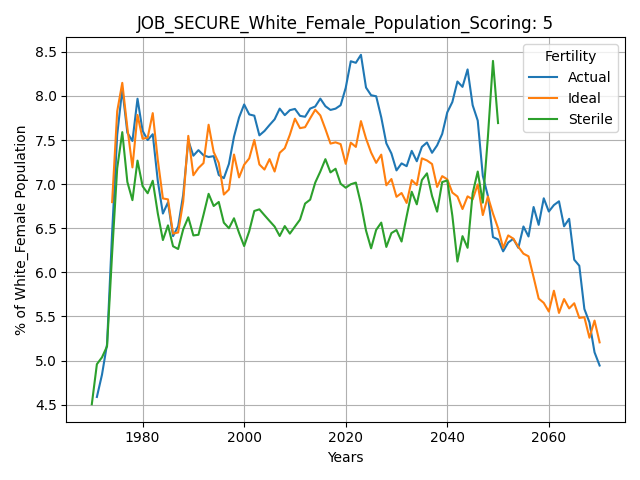 JOB_SECURE_White_Female_Population_Scoring: 5
% of White_Female Population
8.5
8.0
7.5
7.0
6.5
6.0
5.5
5.0
4.5
Fertility
Actual
Ideal
Sterile
1980 2000 2020 2040 2060
Years